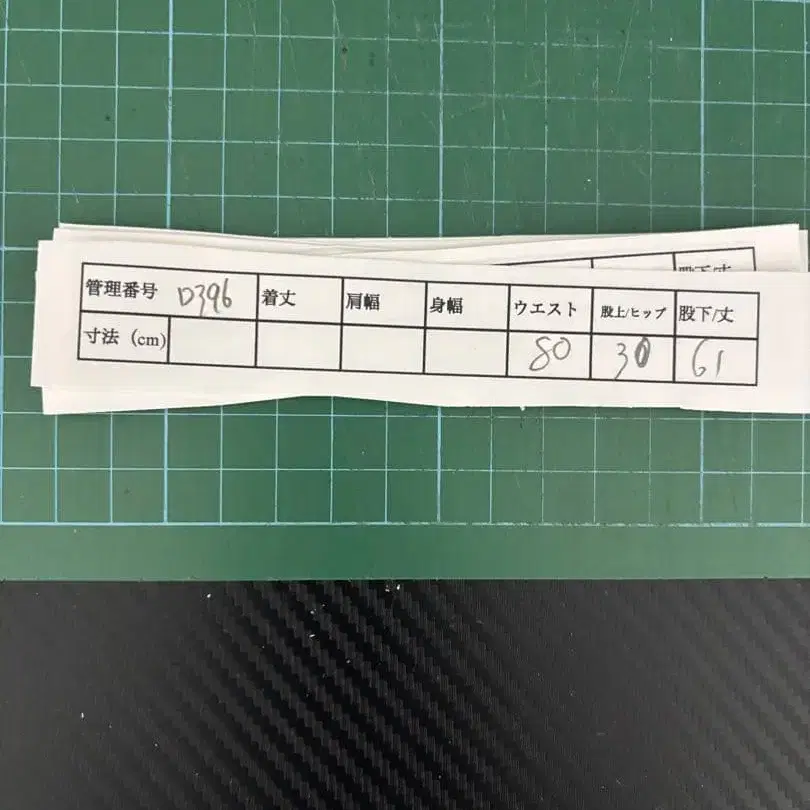 管理番号 D396 着丈 肩幅 身幅 ウエスト 股上/ヒップ 股下/丈
寸法 (cm) 80 30 61